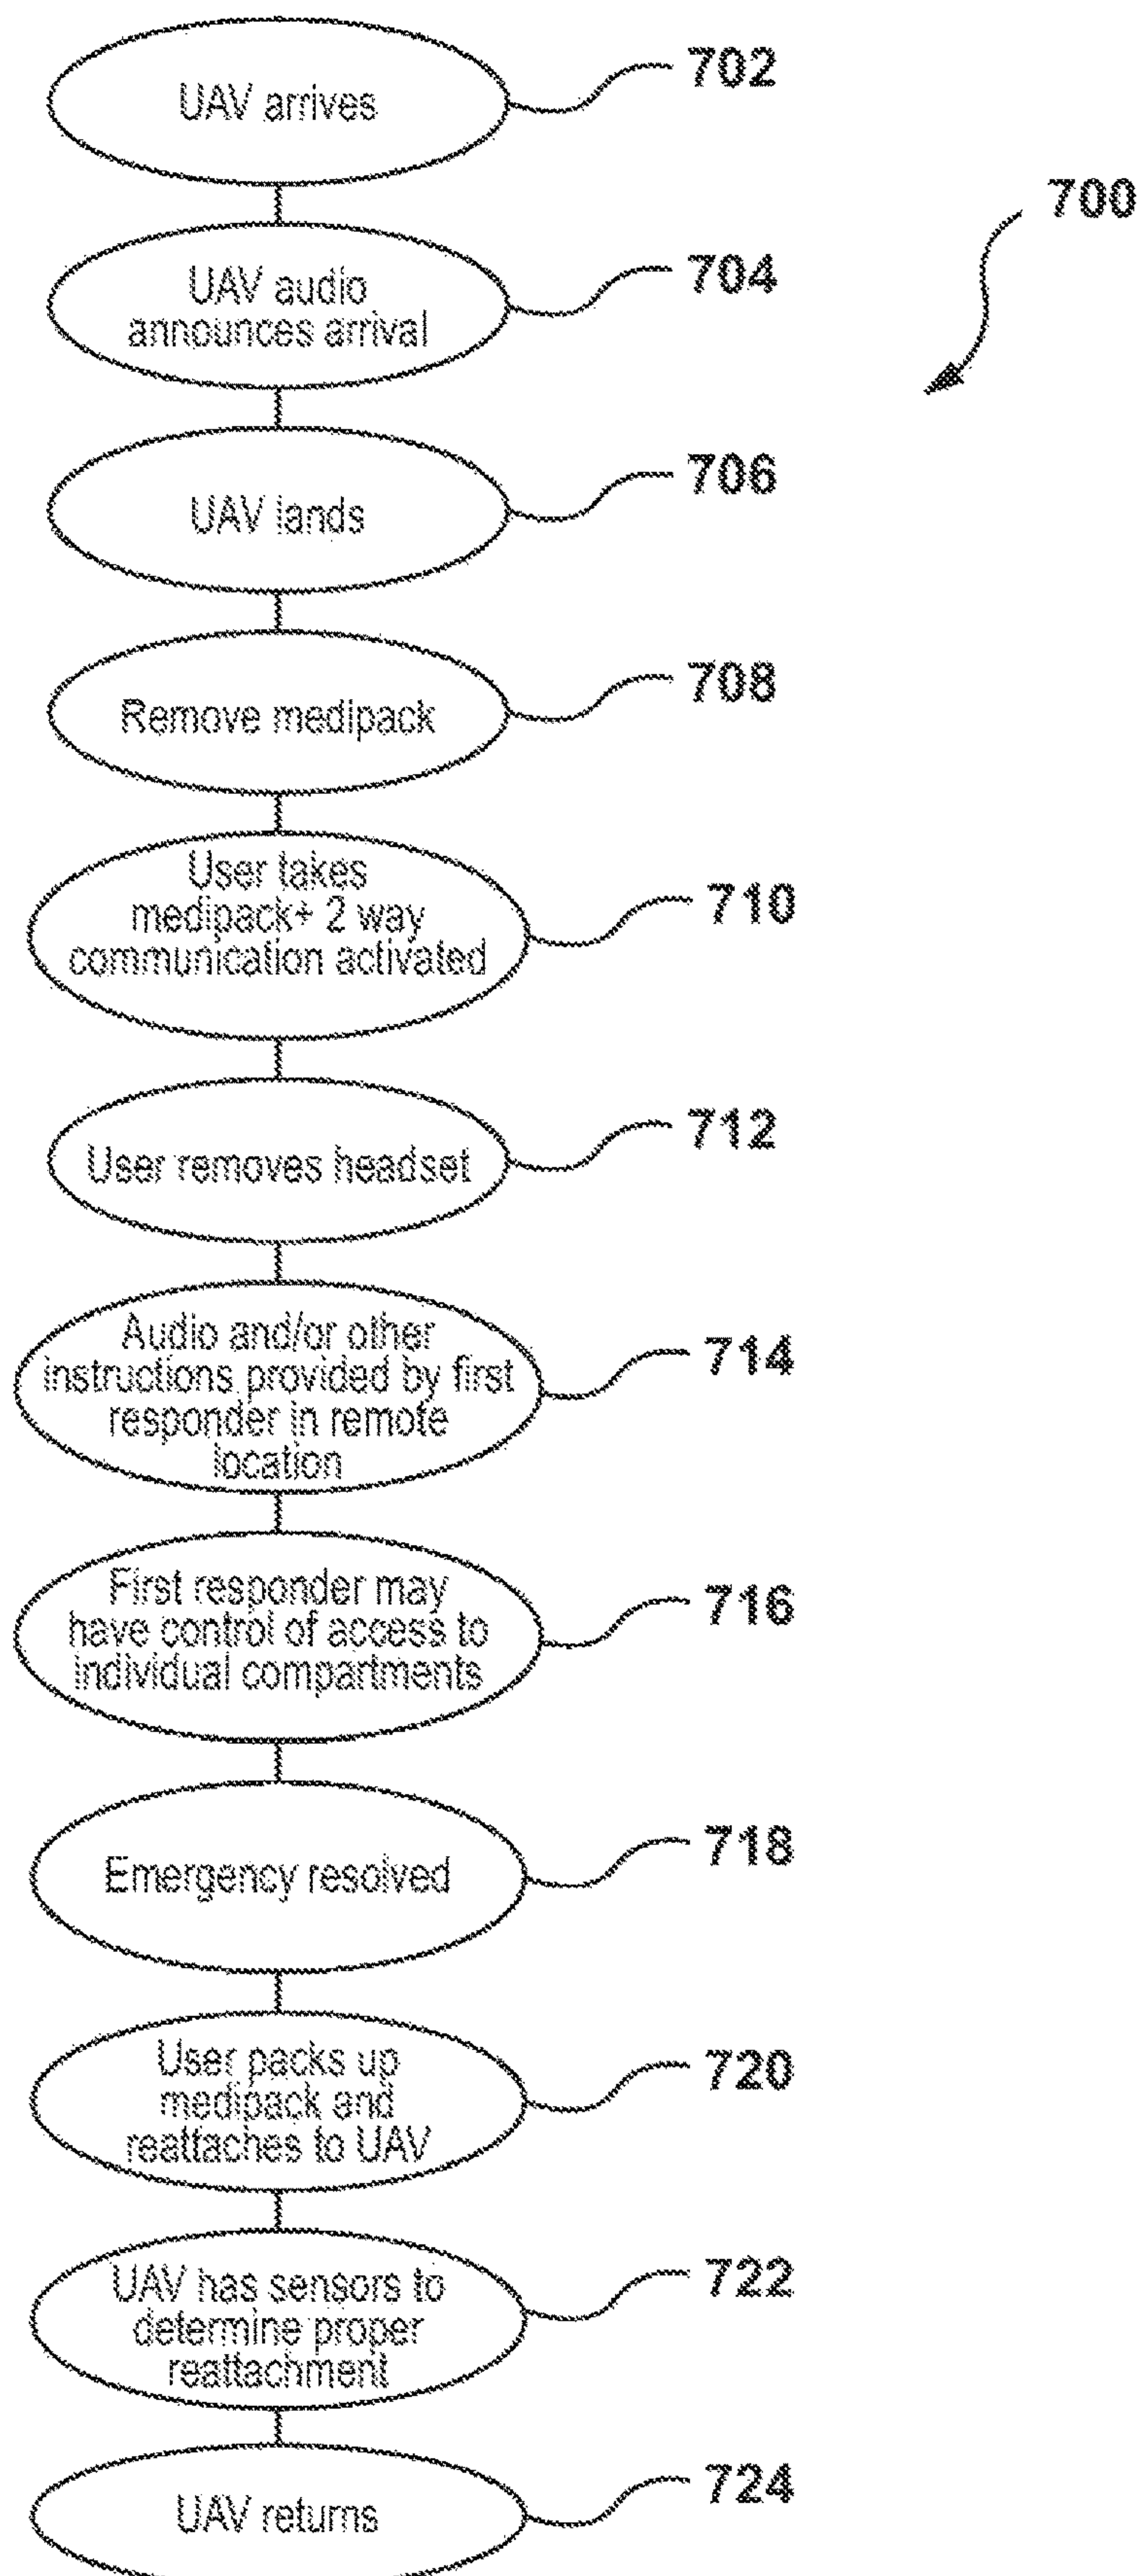 UAV arrives
702
700
UAV audio
announces arrival
704
UAV lands
706
Remove medipack
708
User takes
medipack+ 2 way
communication activated
710
User removes headset
712
Audio and/or other
instructions provided by first
responder in remote
location
714
First responder may
have control of access to
individual compartments
716
Emergency resolved
718
User packs up
medipack and
reattaches to UAV
720
UAV has sensors to
determine proper
reattachment
722
UAV returns
724